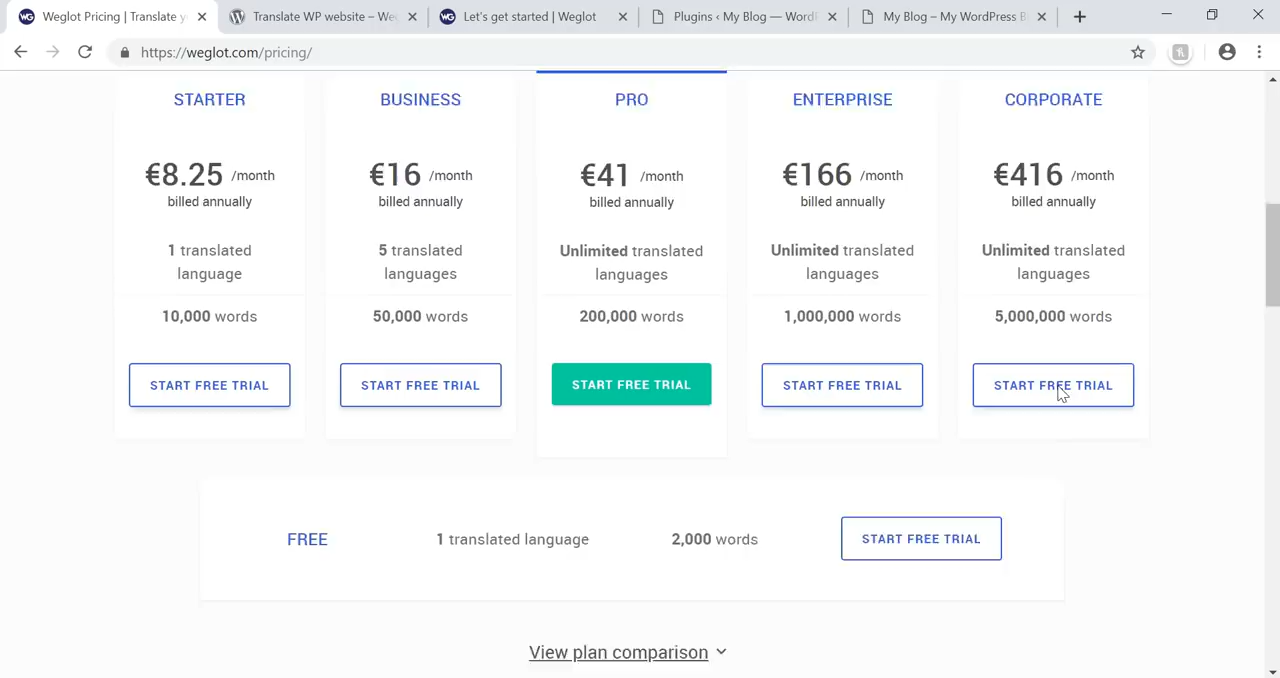 Weglot Pricing | Translate y
Translate WP website – We
Let's get started | Weglot
Plugins ‹ My Blog — Word
My Blog – My WordPress B
https://weglot.com/pricing/
STARTER
€8.25 /month
billed annually
1 translated
language
10,000 words
START FREE TRIAL
BUSINESS
€16 /month
billed annually
5 translated
languages
50,000 words
START FREE TRIAL
PRO
€41 /month
billed annually
Unlimited translated
languages
200,000 words
START FREE TRIAL
ENTERPRISE
€166 /month
billed annually
Unlimited translated
languages
1,000,000 words
START FREE TRIAL
CORPORATE
€416 /month
billed annually
Unlimited translated
languages
5,000,000 words
START FREE TRIAL
FREE
1 translated language
2,000 words
START FREE TRIAL
View plan comparison